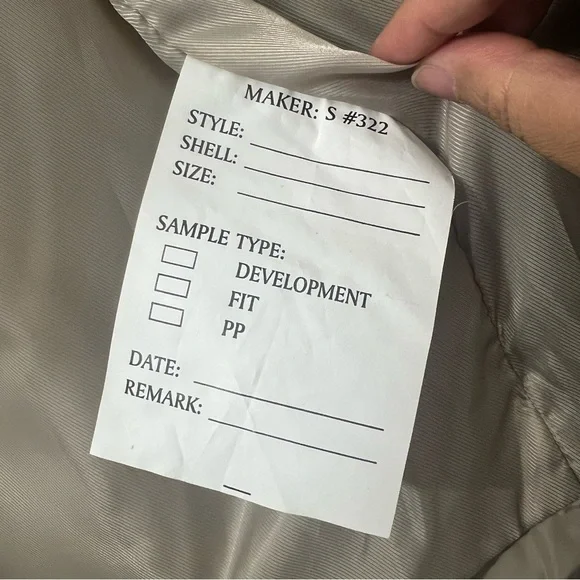 MAKER: S #322
STYLE:
SHELL:
SIZE:
SAMPLE TYPE:
DEVELOPMENT
FIT
PP
DATE:
REMARK: